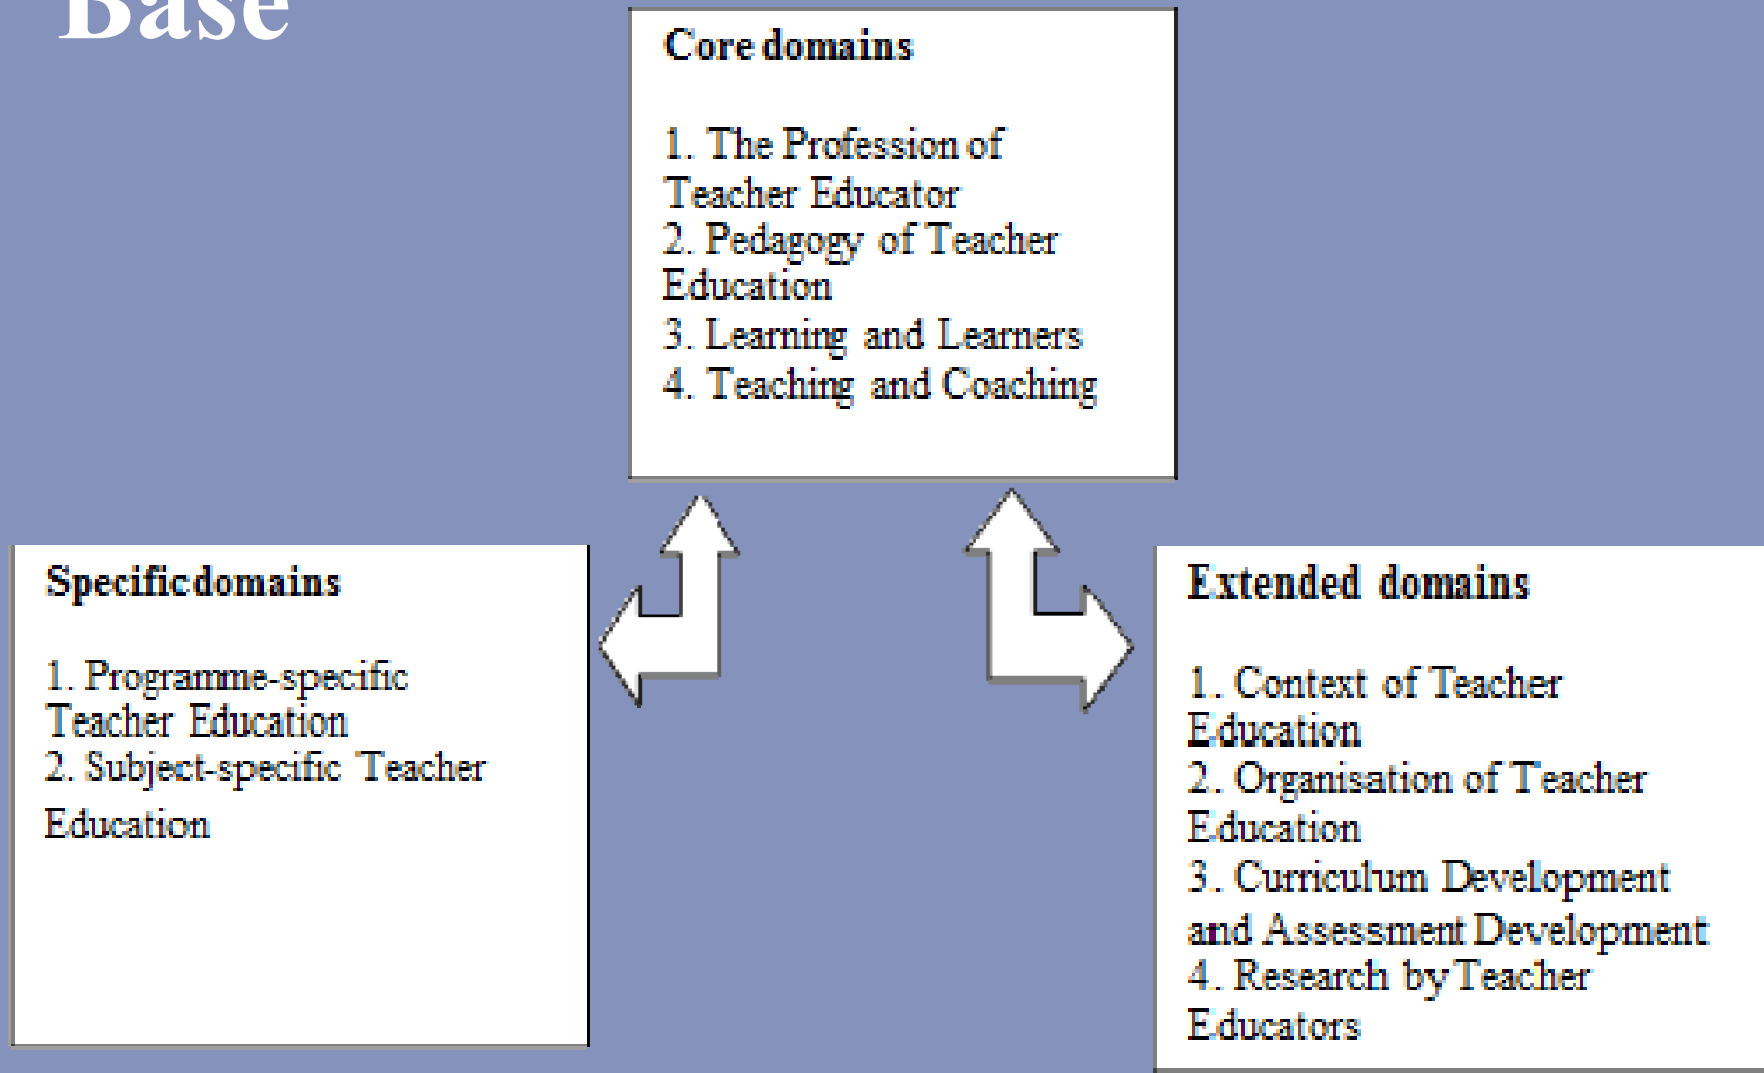 Base
Core domains
1. The Profession of
Teacher Educator
2. Pedagogy of Teacher
Education
3. Learning and Learners
4. Teaching and Coaching
Specific domains
1. Programme-specific
Teacher Education
2. Subject-specific Teacher
Education
Extended domains
1. Context of Teacher
Education
2. Organisation of Teacher
Education
3. Curriculum Development
and Assessment Development
4. Research by Teacher
Educators